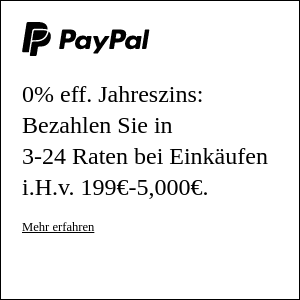 PayPal
0% eff. Jahreszins:
Bezahlen Sie in
3-24 Raten bei Einkäufen
i.H.v. 199€-5,000€.
Mehr erfahren